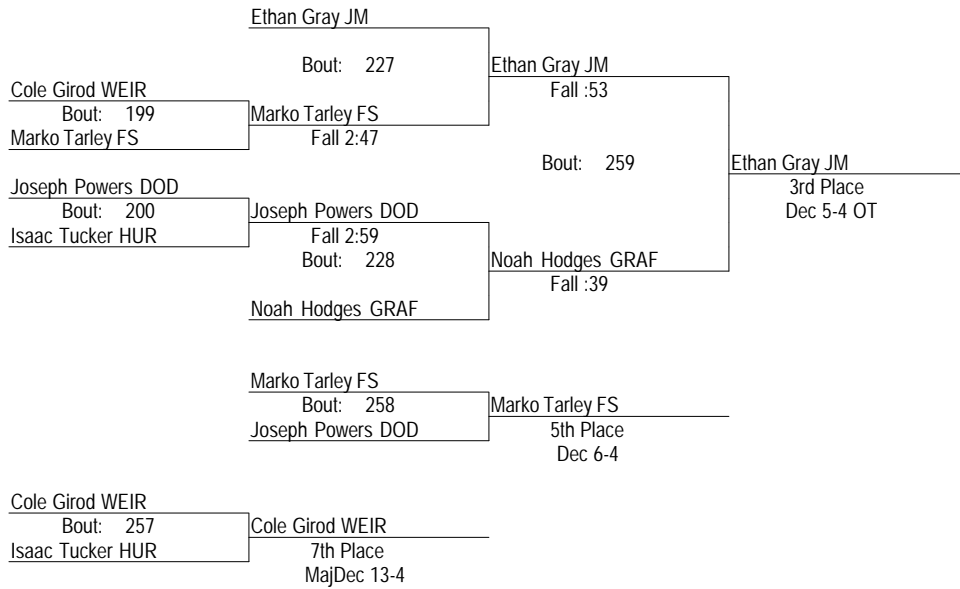 Ethan Gray JM
Bout: 227
Ethan Gray JM
Cole Girod WEIR
Fall :53
Bout: 199
Marko Tarley FS
Marko Tarley FS
Fall 2:47
Bout: 259
Ethan Gray JM
Joseph Powers DOD
3rd Place
Bout: 200
Joseph Powers DOD
Dec 5-4 OT
Isaac Tucker HUR
Fall 2:59
Bout: 228
Noah Hodges GRAF
Fall :39
Noah Hodges GRAF
Marko Tarley FS
Bout: 258
Marko Tarley FS
Joseph Powers DOD
5th Place
Dec 6-4
Cole Girod WEIR
Bout: 257
Cole Girod WEIR
Isaac Tucker HUR
7th Place
MajDec 13-4